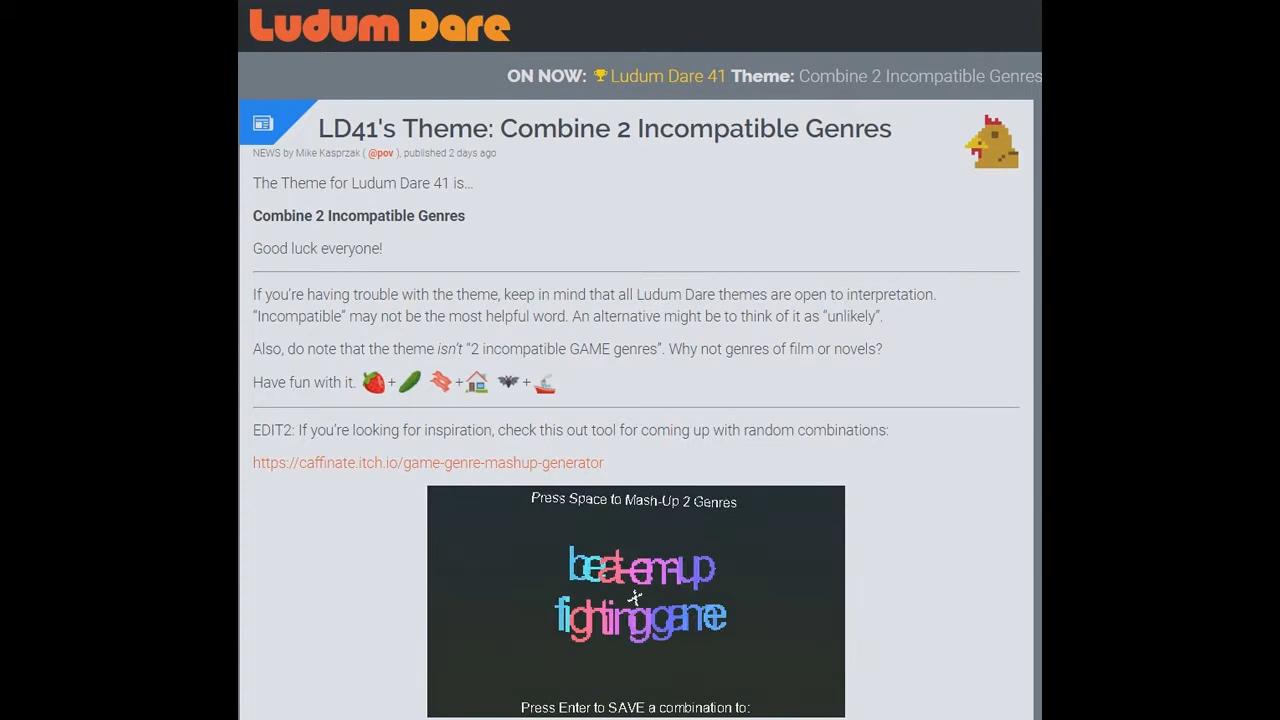 Ludum Dare
ON NOW: Ludum Dare 41 Theme: Combine 2 Incompatible Genres
LD41's Theme: Combine 2 Incompatible Genres
NEWS by Mike Kasprzak ( @pov ), published 2 days ago
The Theme for Ludum Dare 41 is…
Combine 2 Incompatible Genres
Good luck everyone!
If you’re having trouble with the theme, keep in mind that all Ludum Dare themes are open to interpretation.
“Incompatible” may not be the most helpful word. An alternative might be to think of it as “unlikely”.
Also, do note that the theme isn’t “2 incompatible GAME genres”. Why not genres of film or novels?
Have fun with it. + + +
EDIT2: If you’re looking for inspiration, check this out tool for coming up with random combinations:
https://caffinate.itch.io/game-genre-mashup-generator
Press Space to Mash-Up 2 Genres
beat-em-up
x
fighting game
Press Enter to SAVE a combination to: